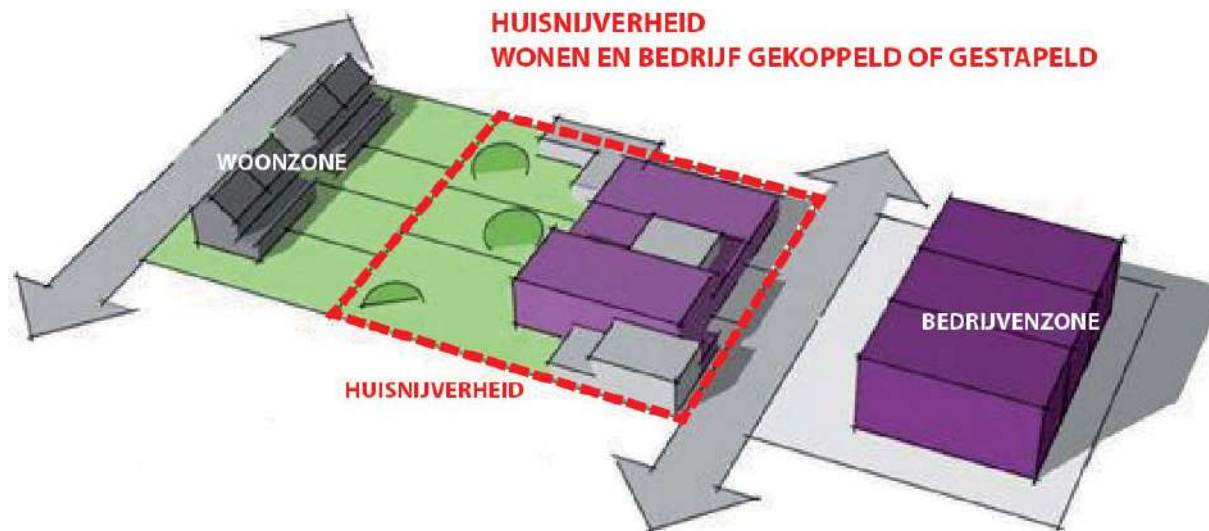 HUISNIJVERHEID
WONEN EN BEDRIJF GEKOPPELD OF GESTAPELD
WOONZONE
BEDRIJVENZONE
HUISNIJVERHEID